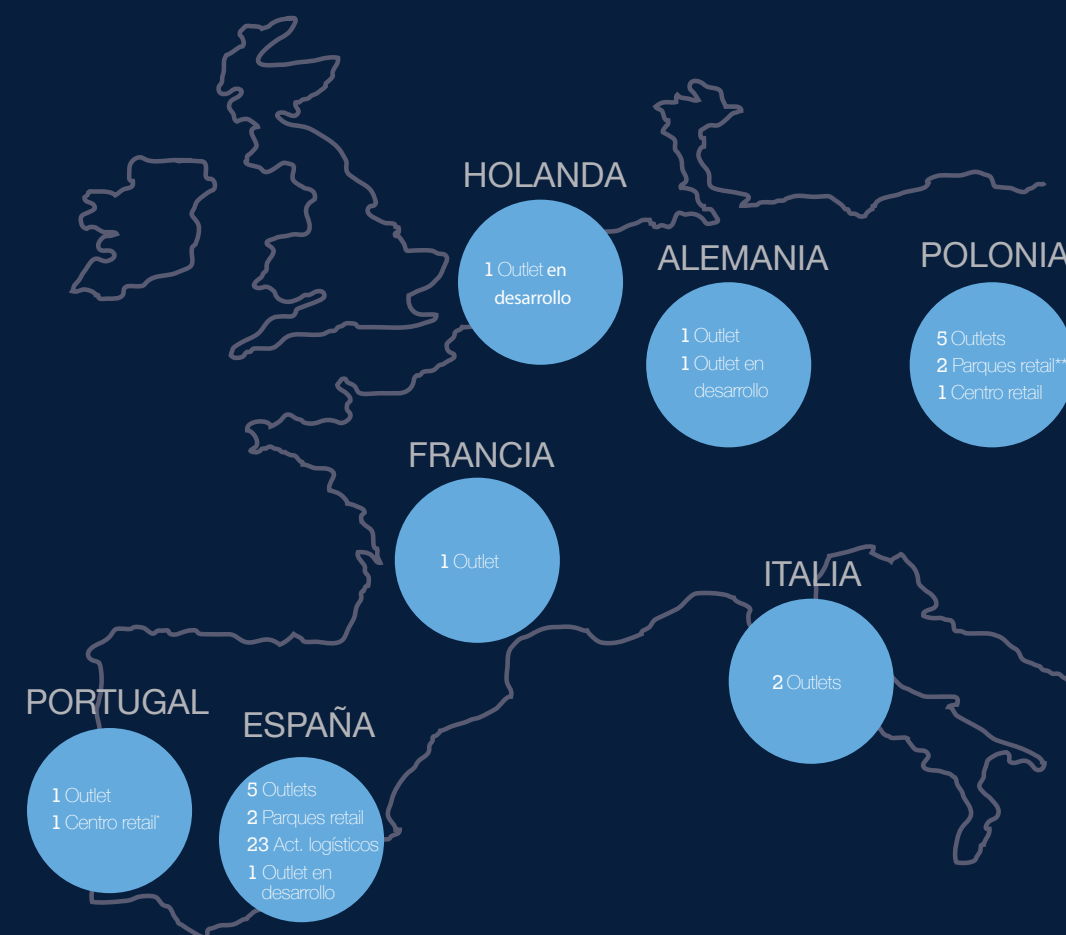 HOLANDA
1 Outlet en
desarrollo
ALEMANIA
1 Outlet
1 Outlet en
desarrollo
POLONIA
5 Outlets
2 Parques retail**
1 Centro retail
FRANCIA
1 Outlet
ITALIA
2 Outlets
PORTUGAL
1 Outlet
1 Centro retail*
ESPAÑA
5 Outlets
2 Parques retail
23 Act. logísticos
1 Outlet en
desarrollo